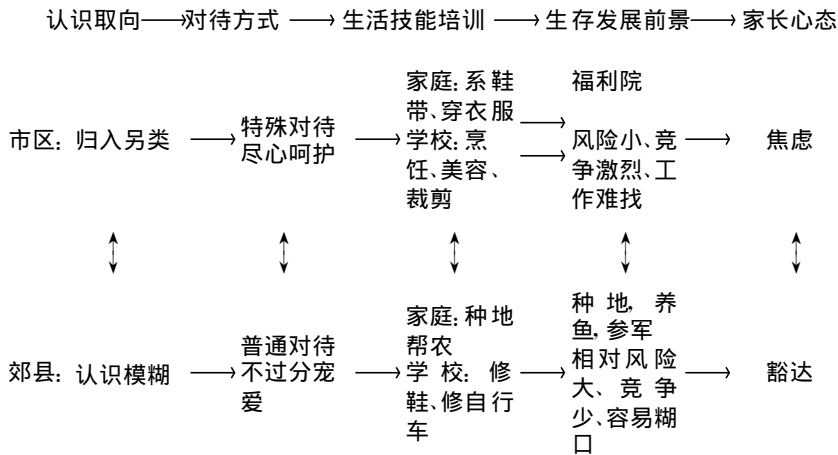 认识取向→对待方式→生活技能培训→生存发展前景→家长心态
市区: 归入另类
特殊对待
尽心呵护
家庭: 系鞋
带、穿衣服
学校: 烹
饪、美容、
裁剪
福利院
风险小、竞
争激烈、工
作难找
焦虑
郊县: 认识模糊
普通对待
不过分宠
爱
家庭: 种地
帮农
学校: 修
鞋、修自行
车
种地, 养
鱼, 参军
相对风险
大、竞争
少、容易糊
口
豁达